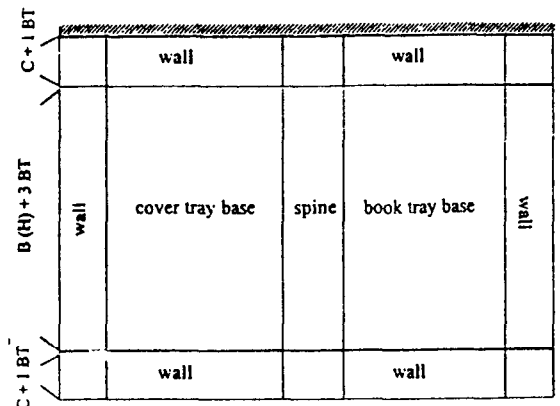 C + 1 BT
wall wall
B (H) + 3 BT
wall
cover tray base spine book tray base
wall
C + 1 BT
wall wall